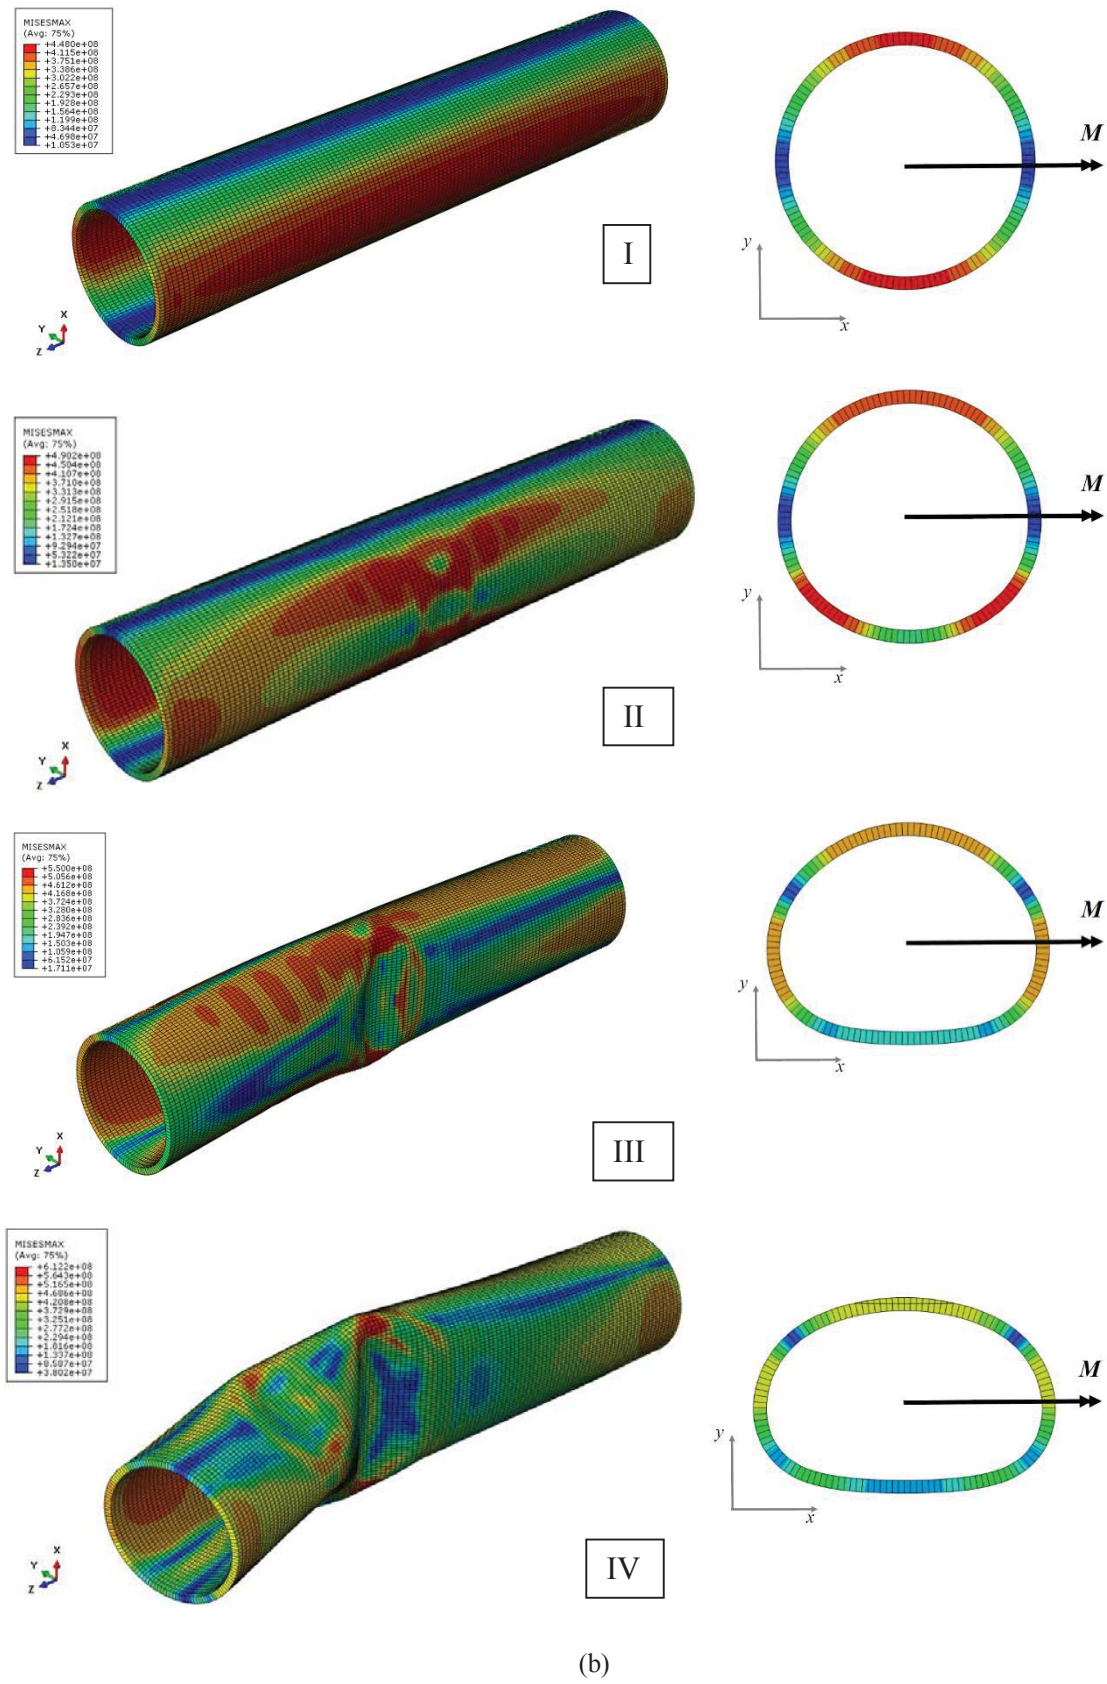 MISESMAX
(Avg: 75%)
+4.480e+08
+4.115e+08
+3.751e+08
+3.386e+08
+3.022e+08
+2.657e+08
+2.293e+08
+1.928e+08
+1.564e+08
+1.199e+08
+8.344e+07
+4.698e+07
+1.053e+07
X
Y
Z
I
M
y
x
MISESMAX
(Avg: 75%)
+4.902e+08
+4.504e+08
+4.107e+08
+3.710e+08
+3.313e+08
+2.915e+08
+2.518e+08
+2.121e+08
+1.724e+08
+1.327e+08
+9.294e+07
+5.322e+07
+1.350e+07
X
Y
Z
II
M
y
x
MISESMAX
(Avg: 75%)
+5.500e+08
+5.056e+08
+4.612e+08
+4.168e+08
+3.724e+08
+3.280e+08
+2.836e+08
+2.392e+08
+1.947e+08
+1.503e+08
+1.059e+08
+6.152e+07
+1.711e+07
X
Y
Z
III
M
y
x
MISESMAX
(Avg: 75%)
+6.122e+08
+5.643e+08
+5.165e+08
+4.686e+08
+4.208e+08
+3.729e+08
+3.251e+08
+2.772e+08
+2.294e+08
+1.816e+08
+1.337e+08
+8.587e+07
+3.802e+07
X
Y
Z
IV
M
y
x
(b)